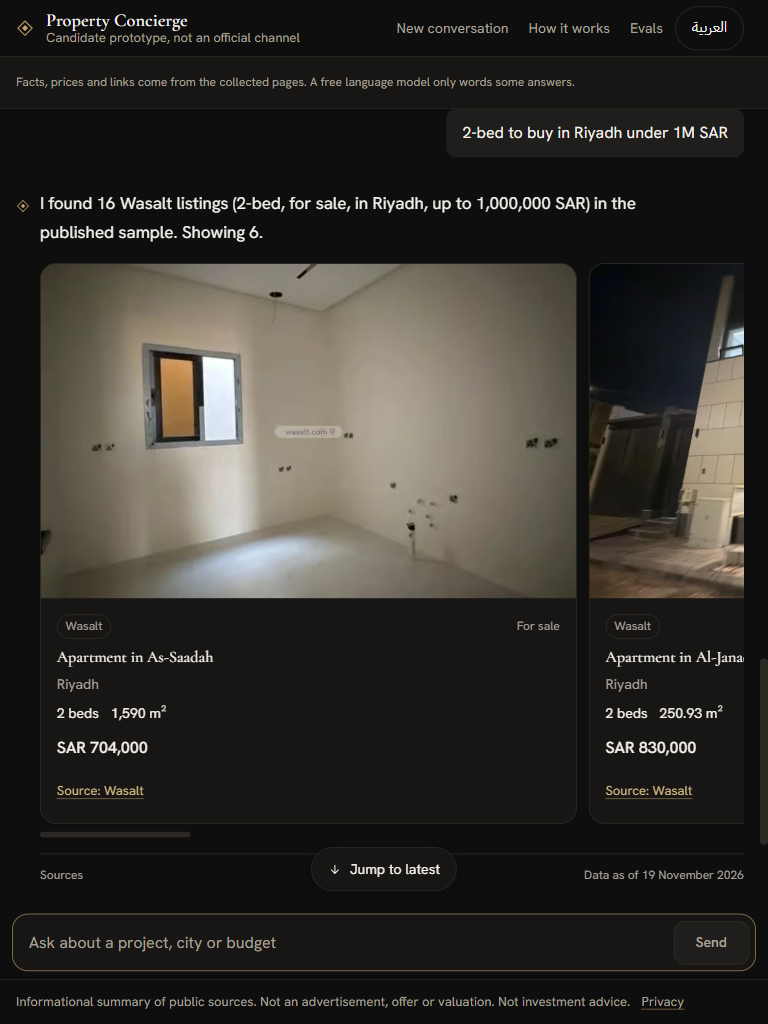 Property Concierge
Candidate prototype, not an official channel
New conversation
How it works
Evals
العربية
Facts, prices and links come from the collected pages. A free language model only words some answers.
2-bed to buy in Riyadh under 1M SAR
I found 16 Wasalt listings (2-bed, for sale, in Riyadh, up to 1,000,000 SAR) in the
published sample. Showing 6.
wasalt.com
Wasalt
For sale
Apartment in As-Saadah
Riyadh
2 beds 1,590 m²
SAR 704,000
Source: Wasalt
Wasalt
Apartment in
Riyadh
2 beds 250.93 m²
SAR 830,000
Source: Wasalt
Sources
↓ Jump to latest
Data as of 19 November 2026
Ask about a project, city or budget
Send
Informational summary of public sources. Not an advertisement, offer or valuation. Not investment advice. Privacy